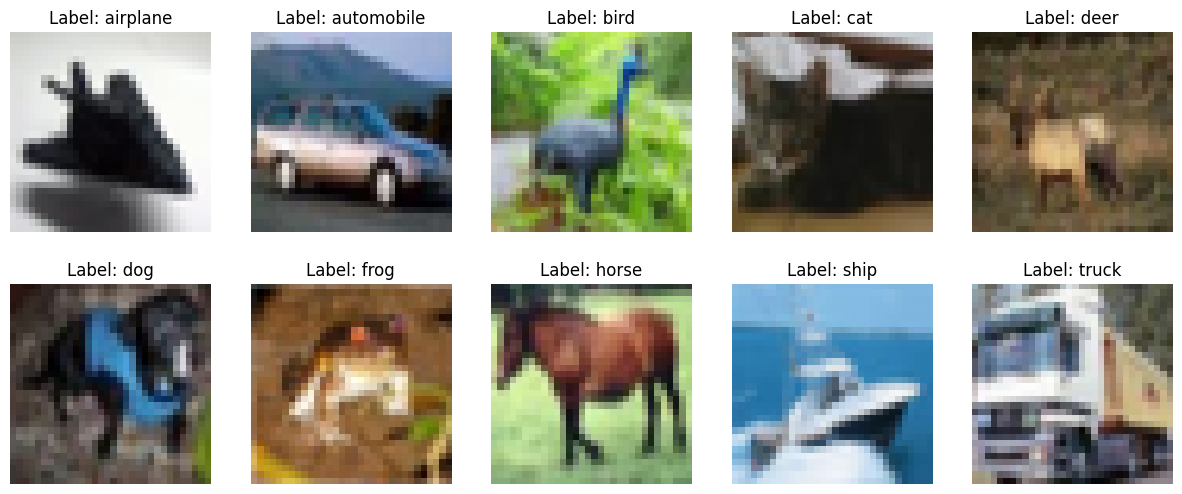 Label: airplane
Label: automobile
Label: bird
Label: cat
Label: deer
Label: dog
Label: frog
Label: horse
Label: ship
Label: truck